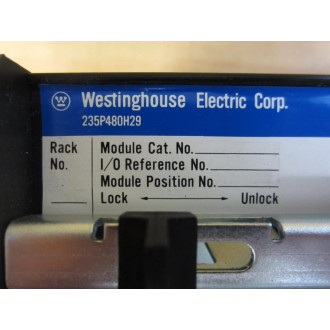 Westinghouse Electric Corp.
235P480H29
Rack No.
Module Cat. No.
I/O Reference No.
Module Position No.
Lock Unlock